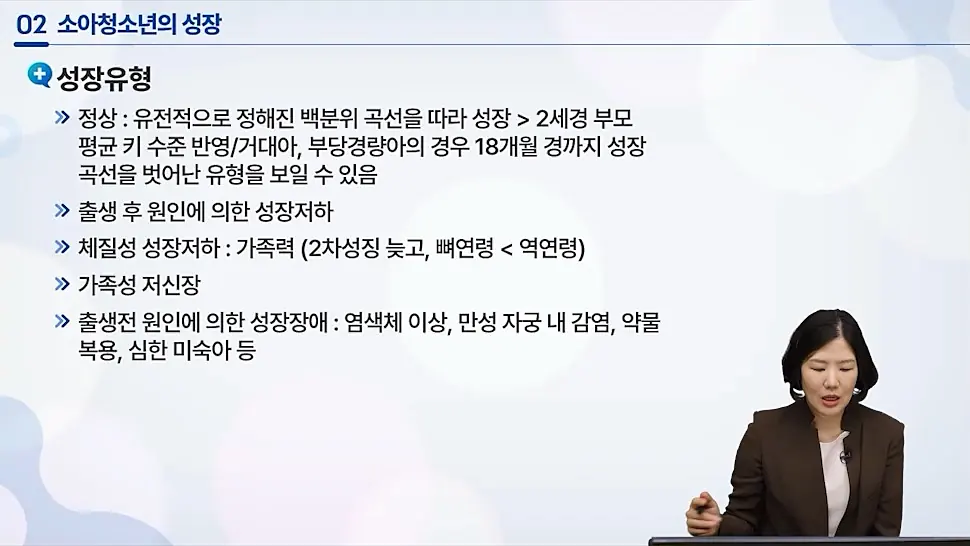 02 소아청소년의 성장
성장유형
» 정상 : 유전적으로 정해진 백분위 곡선을 따라 성장 > 2세경 부모
평균 키 수준 반영/거대아, 부당경량아의 경우 18개월 경까지 성장
곡선을 벗어난 유형을 보일 수 있음
» 출생 후 원인에 의한 성장저하
» 체질성 성장저하 : 가족력 (2차성징 늦고, 뼈연령 < 역연령)
» 가족성 저신장
» 출생전 원인에 의한 성장장애 : 염색체 이상, 만성 자궁 내 감염, 약물
복용, 심한 미숙아 등